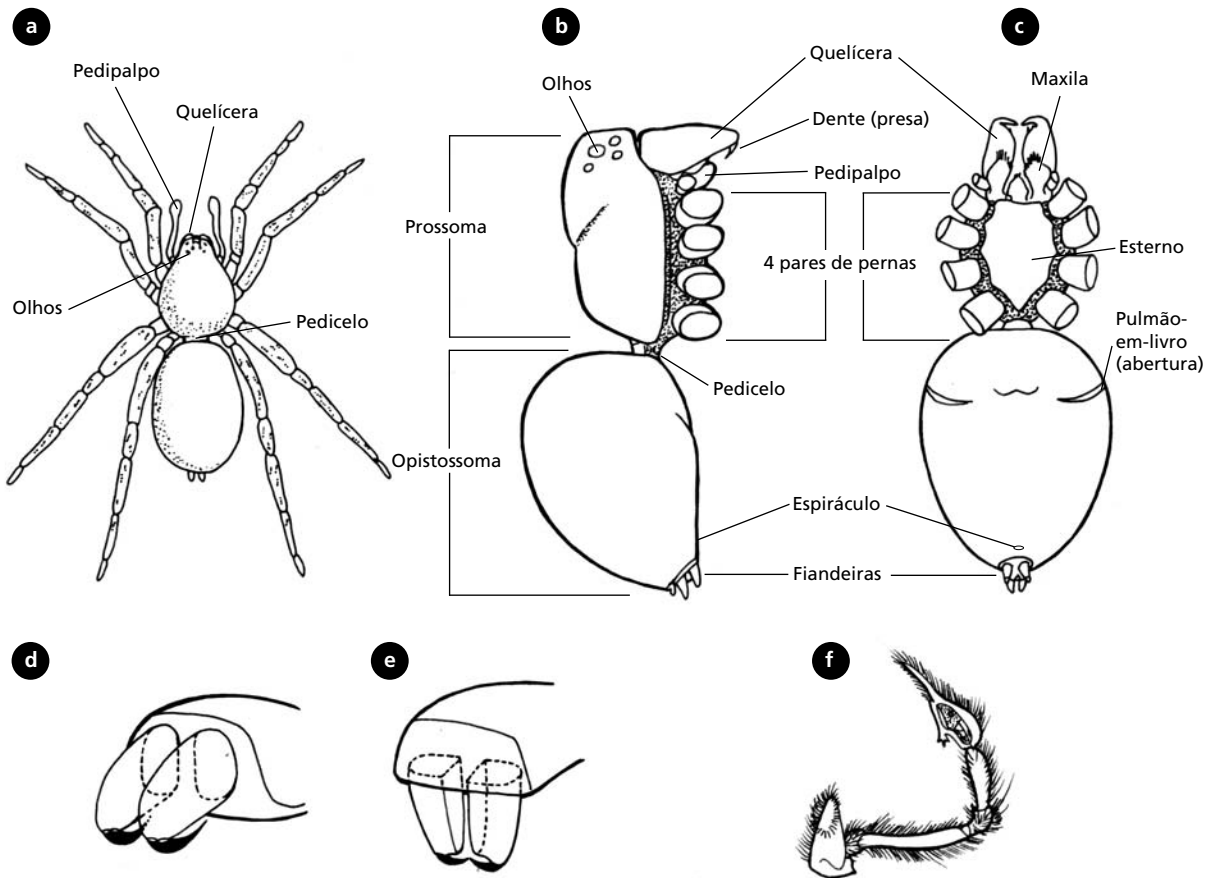 a
Pedipalpo
Quelícera
Olhos
Pedicelo
b
Olhos
Prossoma
Opistossoma
Quelícera
Dente (presa)
Pedipalpo
4 pares de pernas
Pedicelo
Espiráculo
Fiandeiras
c
Maxila
Esterno
Pulmão-
em-livro
(abertura)
d
e
f